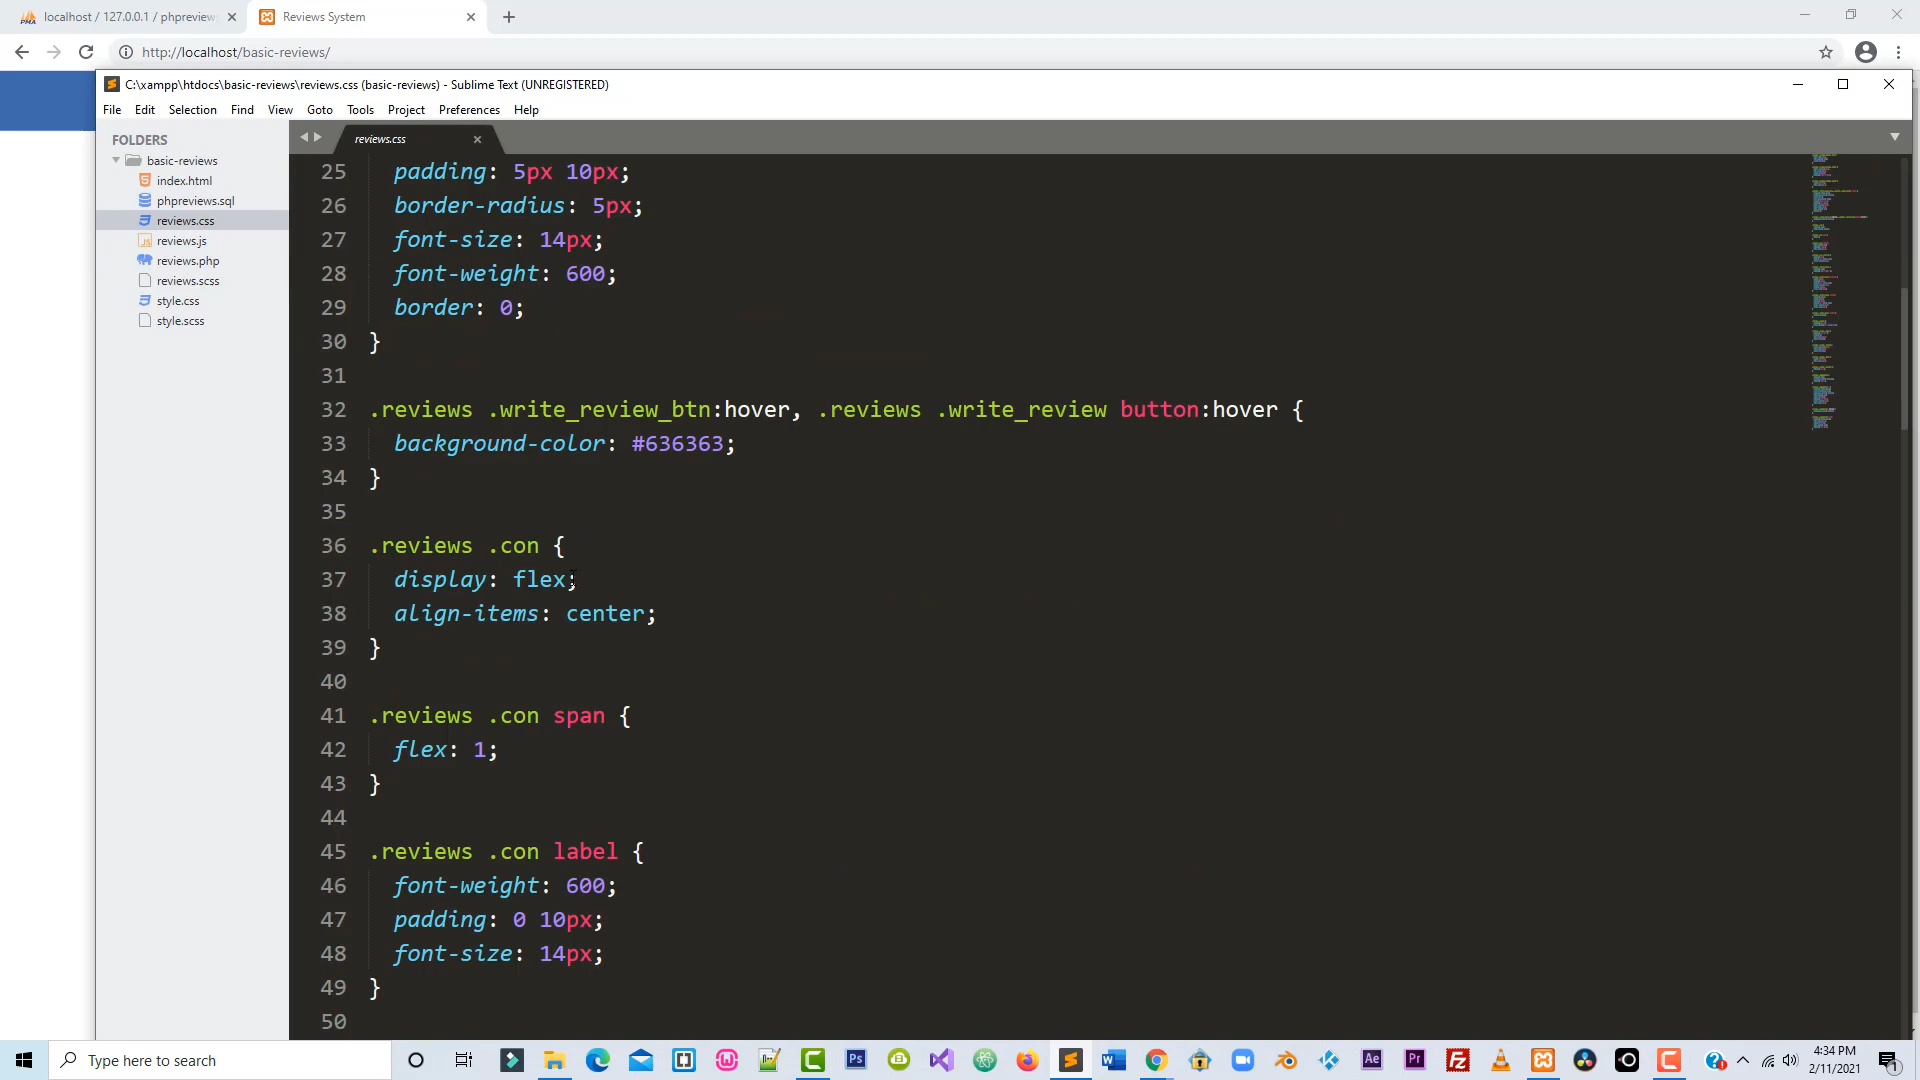 localhost / 127.0.0.1 / phpreview
Reviews System
http://localhost/basic-reviews/
C:\xampp\htdocs\basic-reviews\reviews.css (basic-reviews) - Sublime Text (UNREGISTERED)
File Edit Selection Find View Goto Tools Project Preferences Help
FOLDERS
basic-reviews
index.html
phpreviews.sql
reviews.css
reviews.js
reviews.php
reviews.scss
style.css
style.scss
reviews.css
25 padding: 5px 10px;
26 border-radius: 5px;
27 font-size: 14px;
28 font-weight: 600;
29 border: 0;
30 }
31
32 .reviews .write_review_btn:hover, .reviews .write_review button:hover {
33 background-color: #636363;
34 }
35
36 .reviews .con {
37 display: flex;
38 align-items: center;
39 }
40
41 .reviews .con span {
42 flex: 1;
43 }
44
45 .reviews .con label {
46 font-weight: 600;
47 padding: 0 10px;
48 font-size: 14px;
49 }
50
Type here to search
4:34 PM
2/11/2021